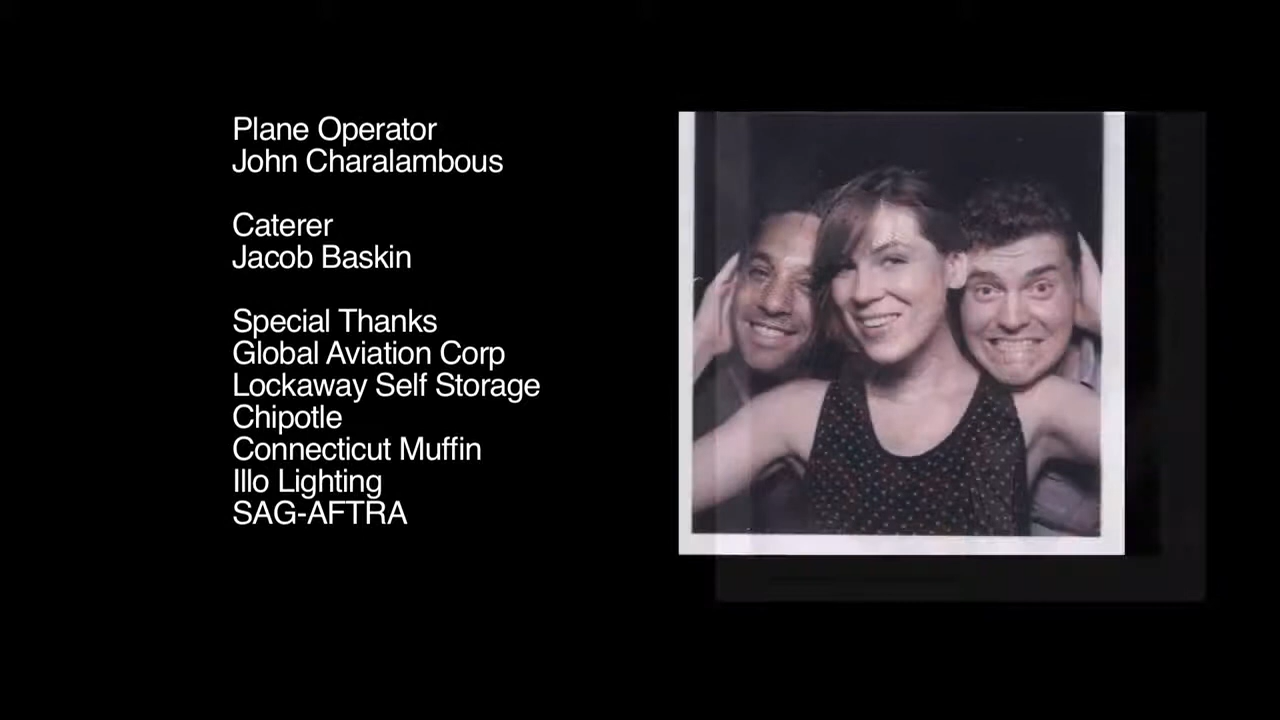 Plane Operator
John Charalambous
Caterer
Jacob Baskin
Special Thanks
Global Aviation Corp
Lockaway Self Storage
Chipotle
Connecticut Muffin
Illo Lighting
SAG-AFTRA